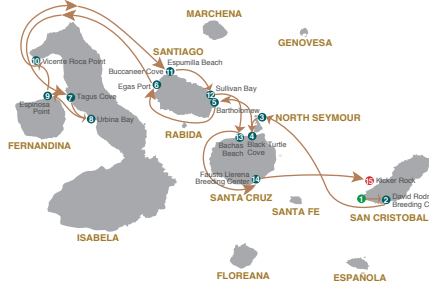 MARCHENA
GENOVESA
SANTIAGO
Espumilla Beach
Buccaneer Cove
11
10
Vicente Roca Point
Egas Port
6
Sullivan Bay
12
5
Bartholomew
9
Espinosa
Point
7
Tagus Cove
8
Urbina Bay
RABIDA
3
NORTH SEYMOUR
13
4
Bachas
Beach
Black Turtle
Cove
FERNANDINA
Fausto Llerena
Breeding Center
14
15
Kicker Rock
1
2
David Rodr
Breeding C
SANTA CRUZ
SANTA FE
SAN CRISTOBAL
ISABELA
FLOREANA
ESPAÑOLA